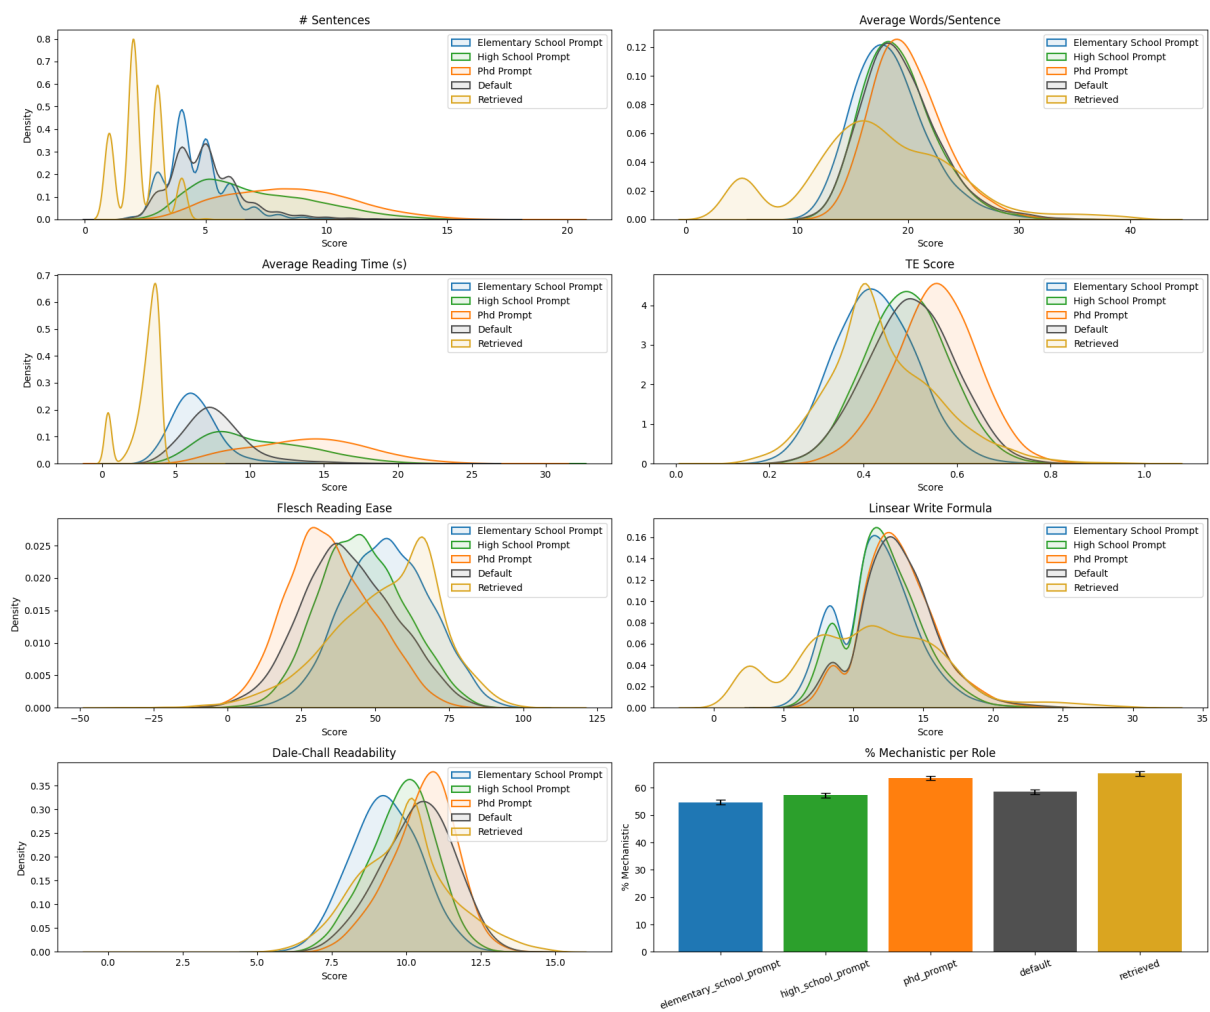 # Sentences
Density
0.8
0.7
0.6
0.5
0.4
0.3
0.2
0.1
0.0
0
5
10
15
20
Score
Elementary School Prompt
High School Prompt
Phd Prompt
Default
Retrieved
Average Words/Sentence
0.12
0.10
0.08
0.06
0.04
0.02
0.00
0
10
20
30
40
Score
Elementary School Prompt
High School Prompt
Phd Prompt
Default
Retrieved
Average Reading Time (s)
Density
0.7
0.6
0.5
0.4
0.3
0.2
0.1
0.0
0
5
10
15
20
25
30
Score
Elementary School Prompt
High School Prompt
Phd Prompt
Default
Retrieved
TE Score
4
3
2
1
0
0.0
0.2
0.4
0.6
0.8
1.0
Score
Elementary School Prompt
High School Prompt
Phd Prompt
Default
Retrieved
Flesch Reading Ease
Density
0.025
0.020
0.015
0.010
0.005
0.000
−50
−25
0
25
50
75
100
125
Score
Elementary School Prompt
High School Prompt
Phd Prompt
Default
Retrieved
Linsear Write Formula
0.16
0.14
0.12
0.10
0.08
0.06
0.04
0.02
0.00
0
5
10
15
20
25
30
35
Score
Elementary School Prompt
High School Prompt
Phd Prompt
Default
Retrieved
Dale-Chall Readability
Density
0.35
0.30
0.25
0.20
0.15
0.10
0.05
0.00
0.0
2.5
5.0
7.5
10.0
12.5
15.0
Score
Elementary School Prompt
High School Prompt
Phd Prompt
Default
Retrieved
% Mechanistic per Role
% Mechanistic
60
50
40
30
20
10
0
elementary_school_prompt
high_school_prompt
phd_prompt
default
retrieved